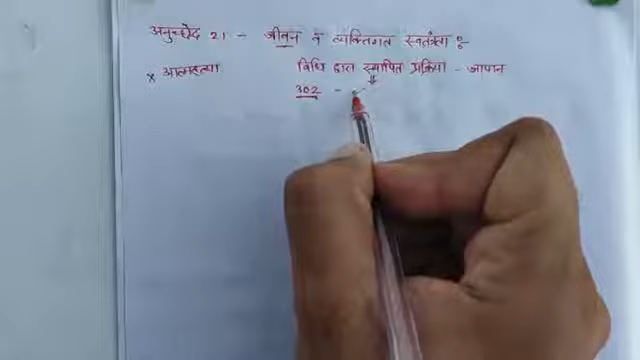 अनुच्छेद 21 - जीवन व व्यक्तिगत स्वतंत्रता :-
* आत्महत्या विधि द्वारा स्थापित प्रक्रिया - जापान
302 -